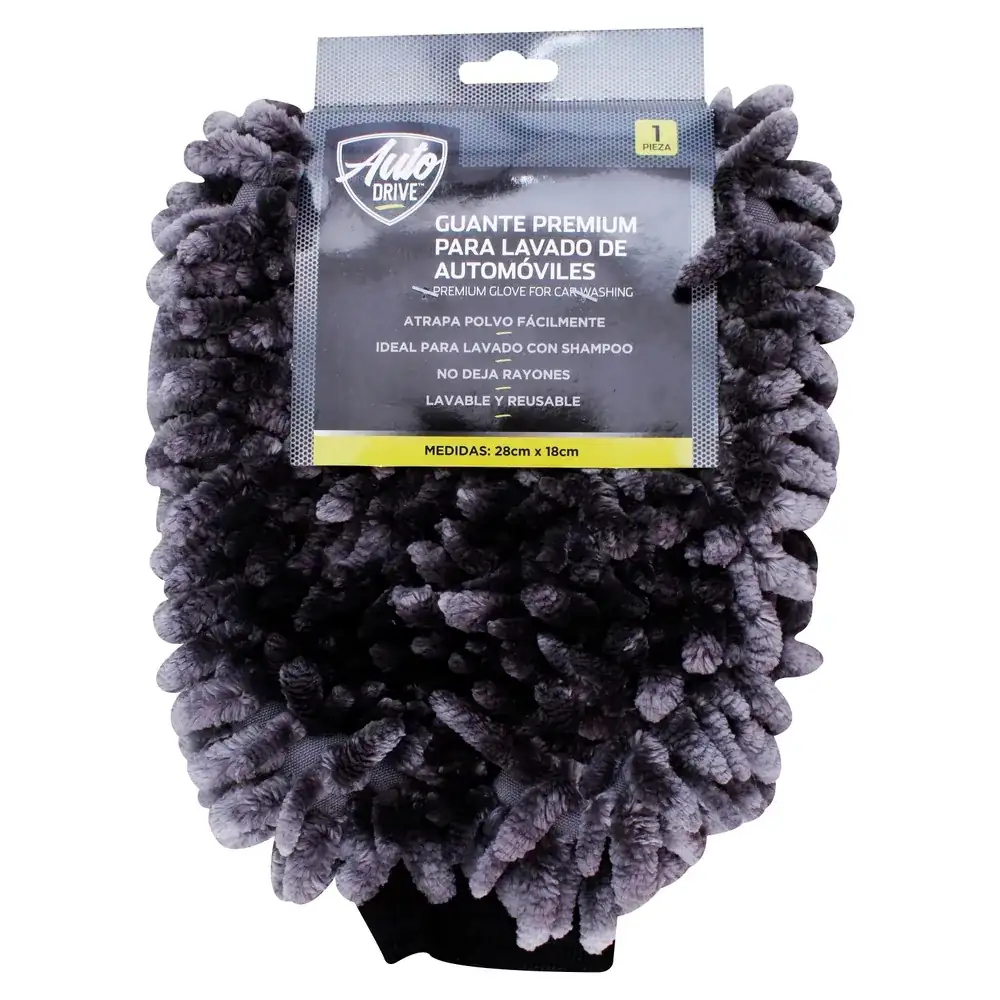 Auto
DRIVE™
1
PIEZA
GUANTE PREMIUM
PARA LAVADO DE
AUTOMÓVILES
PREMIUM GLOVE FOR CAR WASHING
ATRAPA POLVO FÁCILMENTE
IDEAL PARA LAVADO CON SHAMPOO
NO DEJA RAYONES
LAVABLE Y REUSABLE
MEDIDAS: 28cm x 18cm